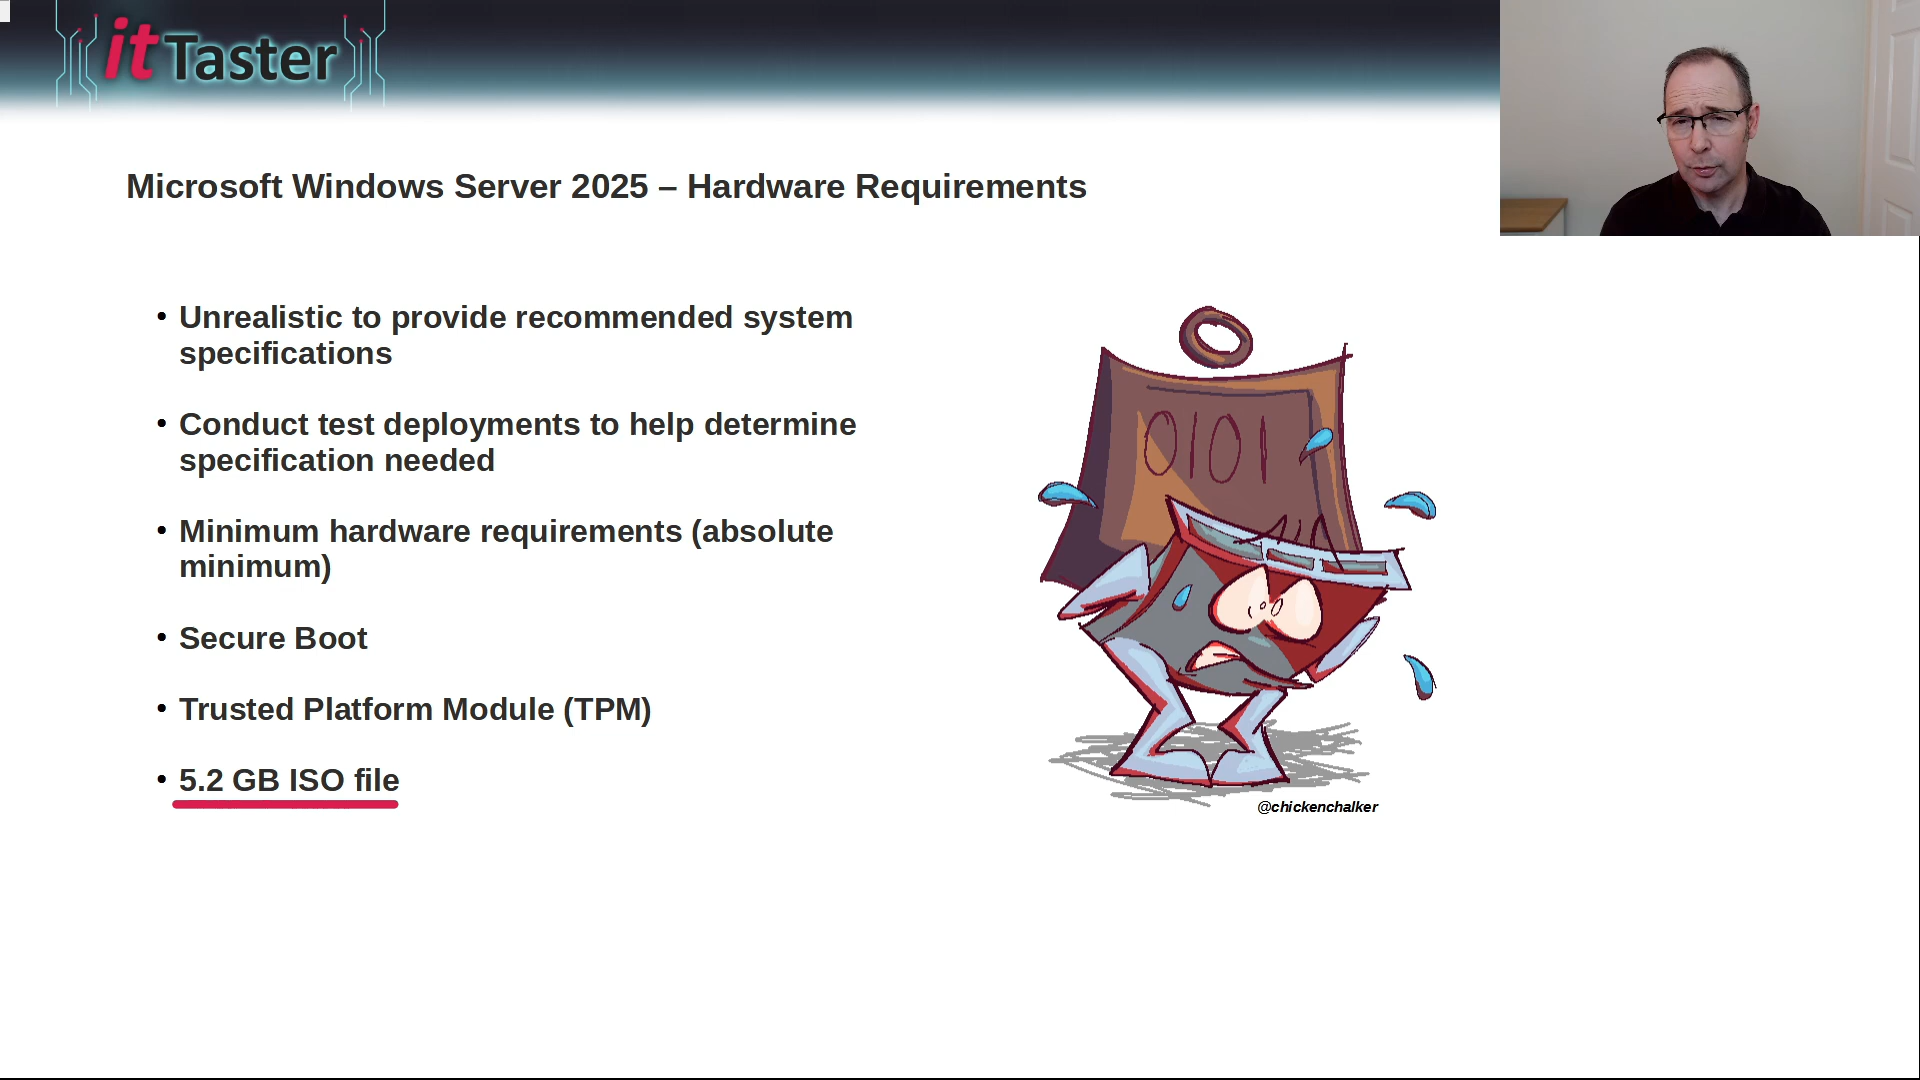 itTaster
Microsoft Windows Server 2025 – Hardware Requirements
• Unrealistic to provide recommended system
specifications
• Conduct test deployments to help determine
specification needed
• Minimum hardware requirements (absolute
minimum)
• Secure Boot
• Trusted Platform Module (TPM)
• 5.2 GB ISO file
0101
@chickenchalker